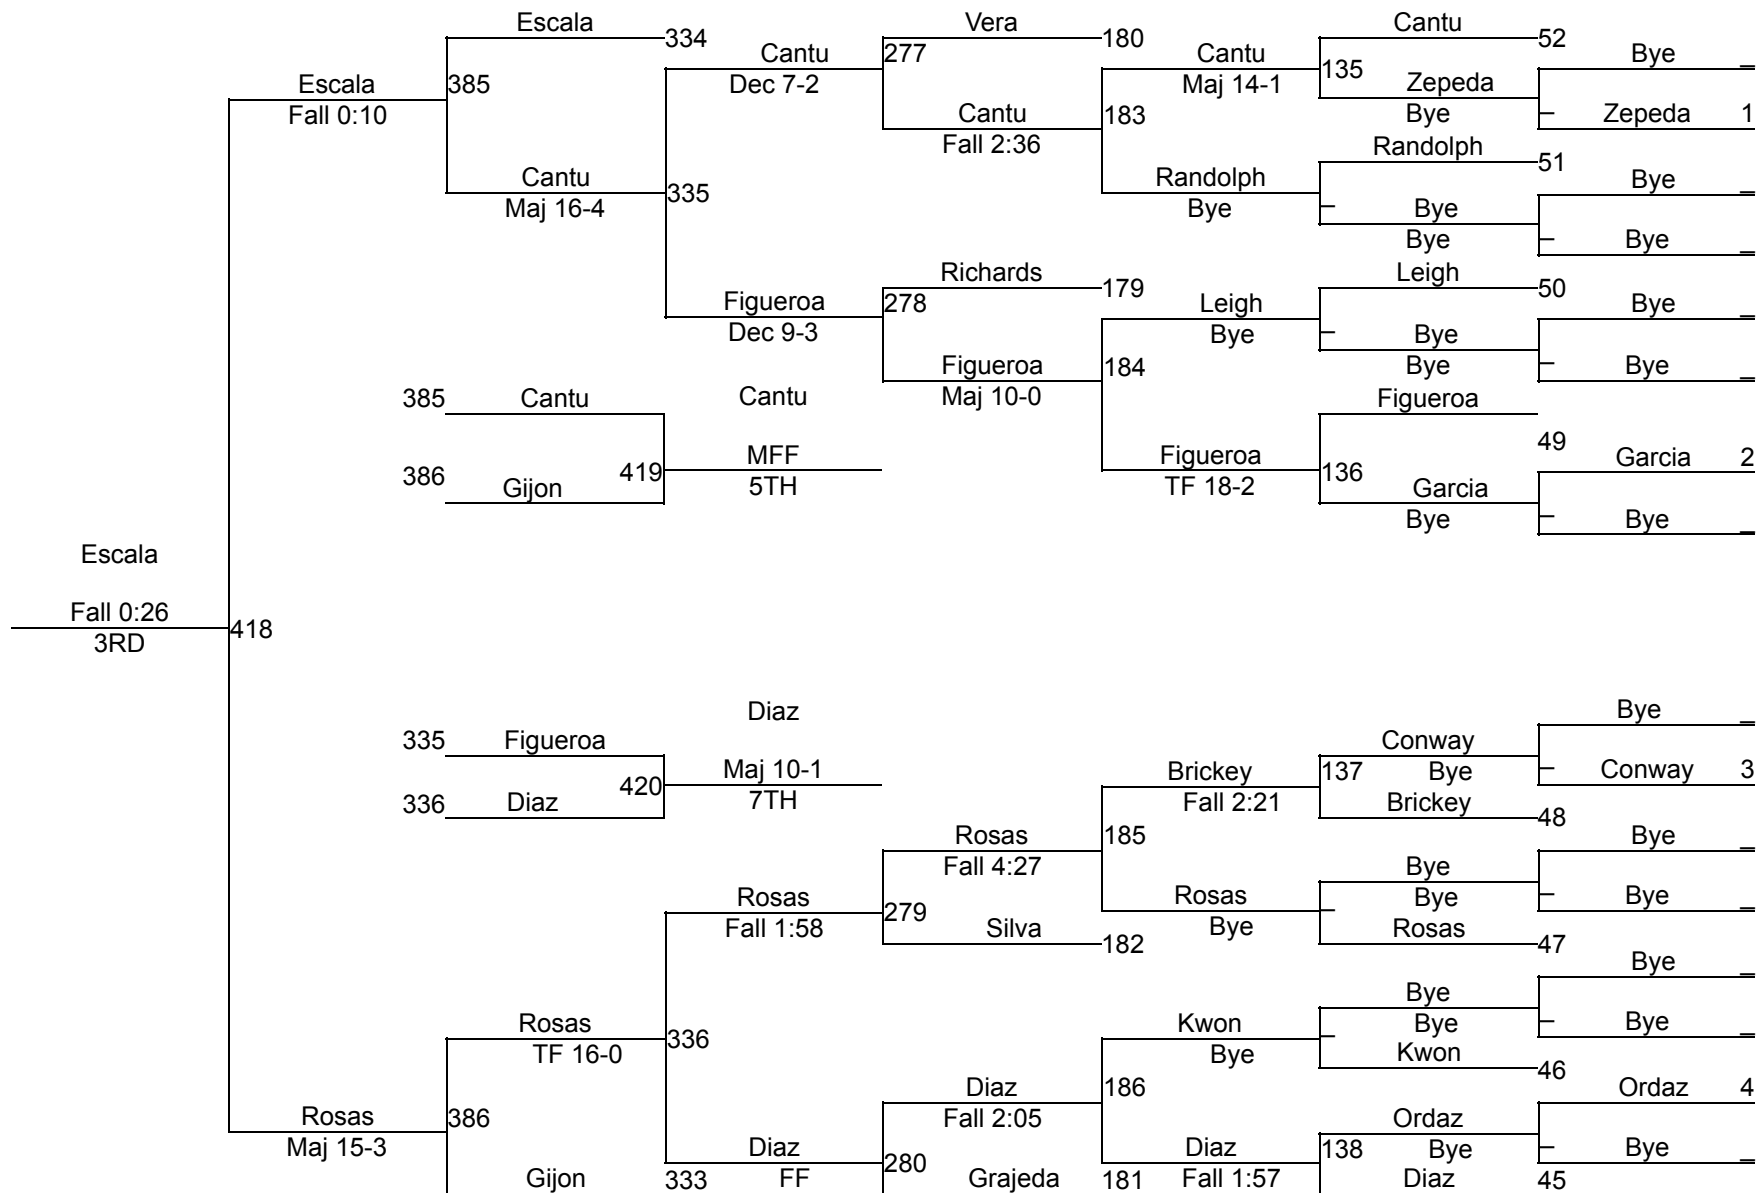 Escala 334 Vera 180 Cantu 52
Cantu 277 Cantu 135 Bye _
Escala 385 Dec 7-2 Maj 14-1 Zepeda
Fall 0:10 Cantu 183 Bye _ Zepeda 1
Fall 2:36 Randolph 51
Cantu 335 Randolph Bye _
Maj 16-4 Bye _ Bye
Bye _ Bye _
Richards 179 Leigh 50
Figueroa 278 Leigh Bye _
Dec 9-3 Bye _ Bye
Figueroa 184 Bye _ Bye _
385 Cantu Cantu Maj 10-0 Figueroa
49
MFF Figueroa Garcia 2
386 Gijon 419 5TH TF 18-2 136 Garcia
Bye _ Bye _
Escala
Fall 0:26
3RD 418
Diaz Bye _
335 Figueroa Conway
420 Maj 10-1 Brickey 137 Bye _ Conway 3
336 Diaz 7TH Fall 2:21 Brickey 48
Rosas 185 Bye _
Fall 4:27 Bye
Rosas 279 Rosas _ Bye _ Bye _
Fall 1:58 Silva 182 Bye Rosas 47
Bye _
Bye
Rosas 336 Kwon _ Bye _ Bye _
TF 16-0 Bye Kwon 46
Diaz 186 Ordaz 4
Rosas 386 Fall 2:05 Ordaz
Maj 15-3 Diaz 280 Diaz 138 Bye _ Bye _
Gijon 333 FF Grajeda 181 Fall 1:57 Diaz 45